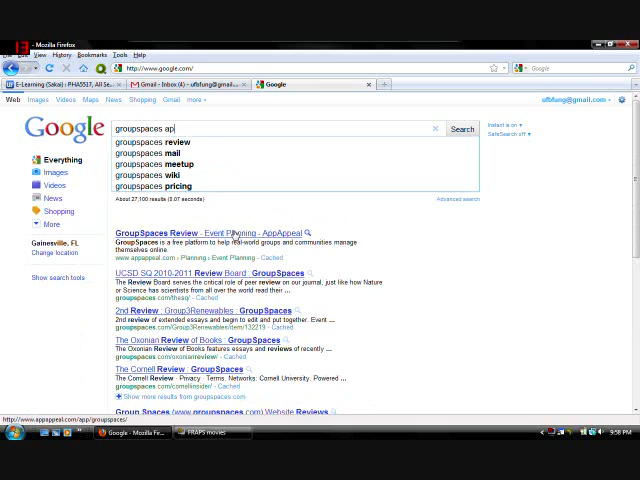 - Mozilla Firefox
View History Bookmarks Tools Help
http://www.google.com/
Google
E-Learning (Sakai) : PHA5517, All Se...
Gmail - Inbox (4) - ufbfung@gmail....
Google
Web Images Videos Maps News Shopping Gmail more
ufbfung@gmail.com
Google
groupspaces ap
Search
Instant is on
SafeSearch off
groupspaces review
groupspaces mail
groupspaces meetup
groupspaces wiki
groupspaces pricing
About 27,100 results (0.07 seconds)
Advanced search
Everything
Images
Videos
News
Shopping
More
Gainesville, FL
Change location
Show search tools
GroupSpaces Review - Event Planning - AppAppeal
GroupSpaces is a free platform to help real-world groups and communities manage
themselves online.
www.appappeal.com › Planning › Event Planning - Cached
UCSD SQ 2010-2011 Review Board : GroupSpaces
The Review Board serves the critical role of peer review on our journal, just like how Nature
or Science has scientists from all over the world read their ...
groupspaces.com/thesq/ - Cached
2nd Review : Group3Renewables : GroupSpaces
2nd review of extended essays and begin to edit and put together. Event ...
groupspaces.com/Group3Renewables/item/132219 - Cached
The Oxonian Review of Books : GroupSpaces
The Oxonian Review of Books features essays and reviews of recently ...
groupspaces.com/oxonianreview/ - Cached
The Cornell Review : GroupSpaces
The Cornell Review · Privacy · Terms. Networks: Cornell University. Powered ...
groupspaces.com/cornellinsider/ - Cached
Show more results from groupspaces.com
Group Spaces (www.groupspaces.com) Website Reviews
http://www.appappeal.com/app/groupspaces/
Google - Mozilla Firef...
FRAPS movies
9:58 PM